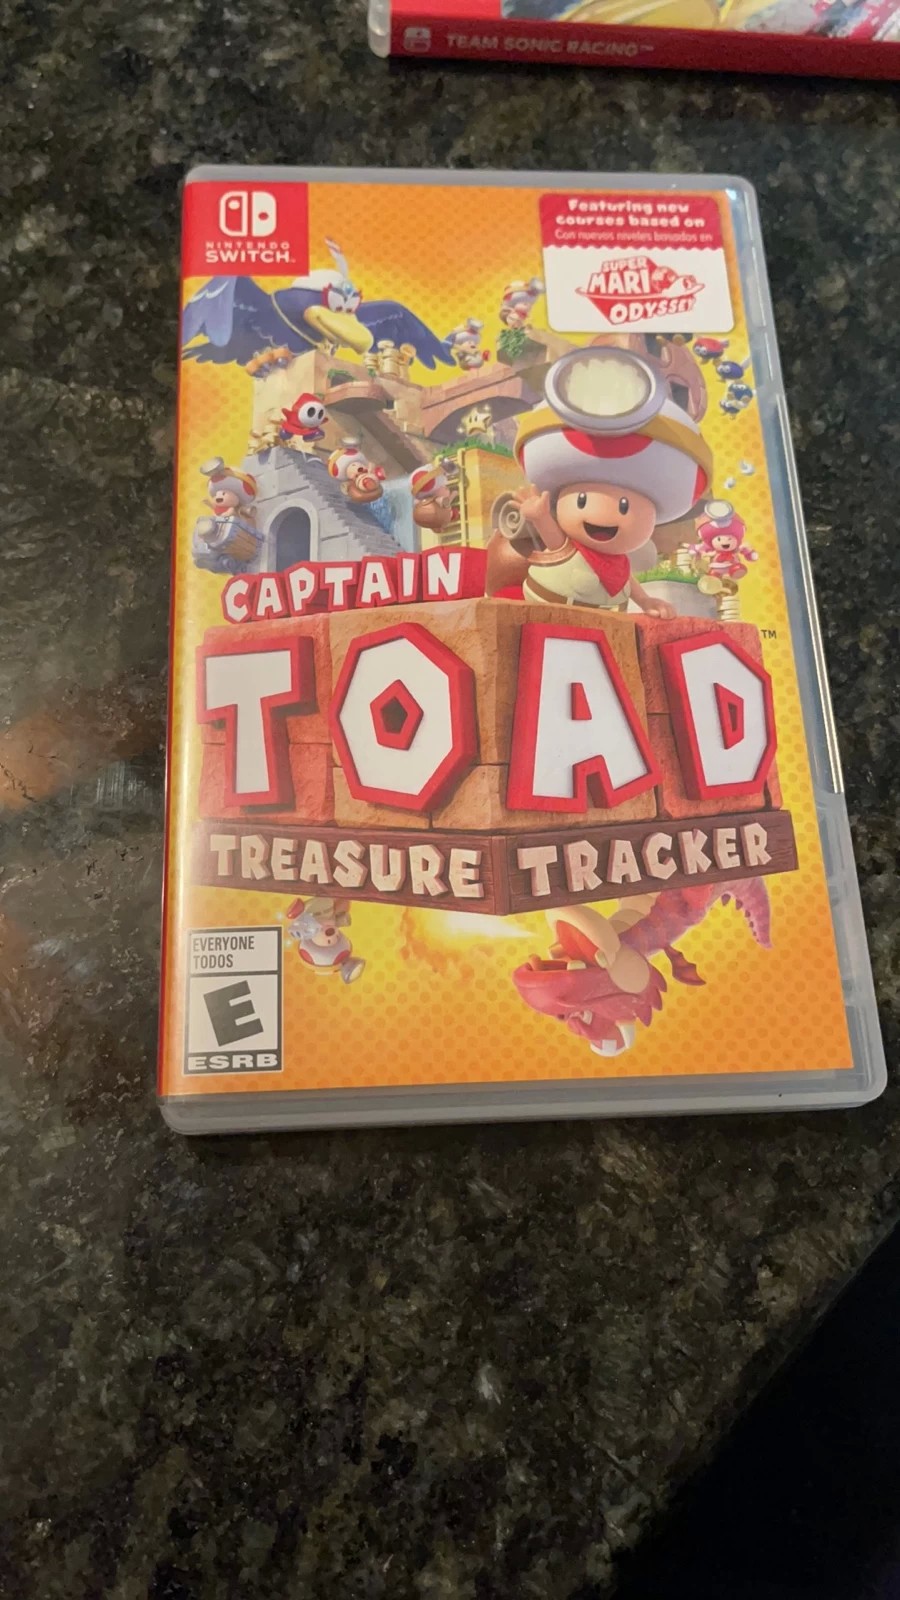 TEAM SONIC RACING™
NINTENDO
SWITCH™
Featuring new
courses based on
Con nuevos niveles basados en
SUPER
MARIO
ODYSSEY
CAPTAIN
TOAD™
TREASURE TRACKER
EVERYONE
TODOS
E
ESRB